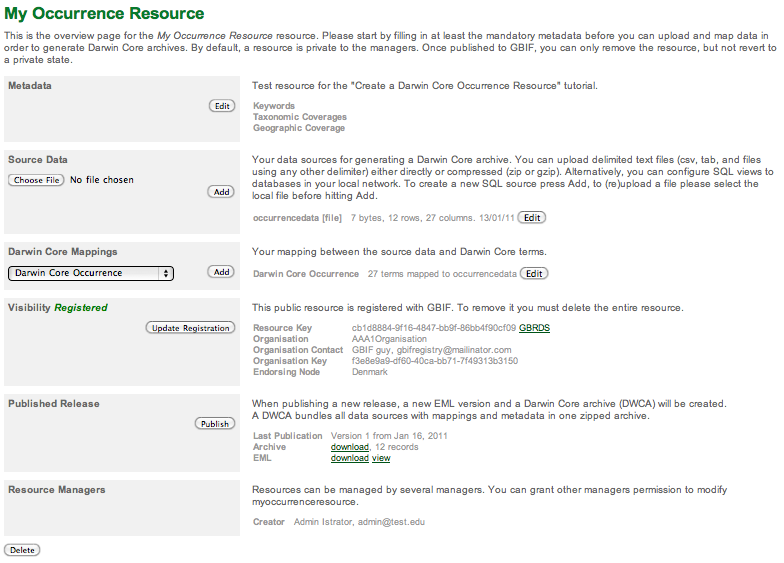 My Occurrence Resource
This is the overview page for the My Occurrence Resource resource. Please start by filling in at least the mandatory metadata before you can upload and map data in
order to generate Darwin Core archives. By default, a resource is private to the managers. Once published to GBIF, you can only remove the resource, but not revert to
a private state.
Metadata
Edit
Test resource for the "Create a Darwin Core Occurrence Resource" tutorial.
Keywords
Taxonomic Coverages
Geographic Coverage
Source Data
Choose File No file chosen
Add
Your data sources for generating a Darwin Core archive. You can upload delimited text files (csv, tab, and files
using any other delimiter) either directly or compressed (zip or gzip). Alternatively, you can configure SQL views to
databases in your local network. To create a new SQL source press Add, to (re)upload a file please select the
local file before hitting Add.
occurrencedata [file] 7 bytes, 12 rows, 27 columns. 13/01/11 Edit
Darwin Core Mappings
Darwin Core Occurrence Add
Your mapping between the source data and Darwin Core terms.
Darwin Core Occurrence 27 terms mapped to occurrencedata Edit
Visibility Registered
Update Registration
This public resource is registered with GBIF. To remove it you must delete the entire resource.
Resource Key cb1d8884-9f16-4847-bb9f-86bb4f90cf09 GBRDS
Organisation AAA1Organisation
Organisation Contact GBIF guy, gbifregistry@mailinator.com
Organisation Key f3e8e9a9-df60-40ca-bb71-7f49313b3150
Endorsing Node Denmark
Published Release
Publish
When publishing a new release, a new EML version and a Darwin Core archive (DWCA) will be created.
A DWCA bundles all data sources with mappings and metadata in one zipped archive.
Last Publication Version 1 from Jan 16, 2011
Archive download, 12 records
EML download view
Resource Managers
Resources can be managed by several managers. You can grant other managers permission to modify
myoccurrenceresource.
Creator Admin Istrator, admin@test.edu
Delete